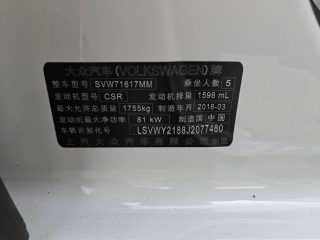 大众汽车(VOLKSWAGEN)牌
整车型号 SVW71617MM 乘坐人数 5
发动机型号 CSR 发动机排量 1598 mL
最大允许总质量 1755kg 制造年月 2018-03
发动机最大净功率 81 kW 制造国 中国
车辆识别代号 LSVWY2188J2077480
上汽大众汽车有限公司制造